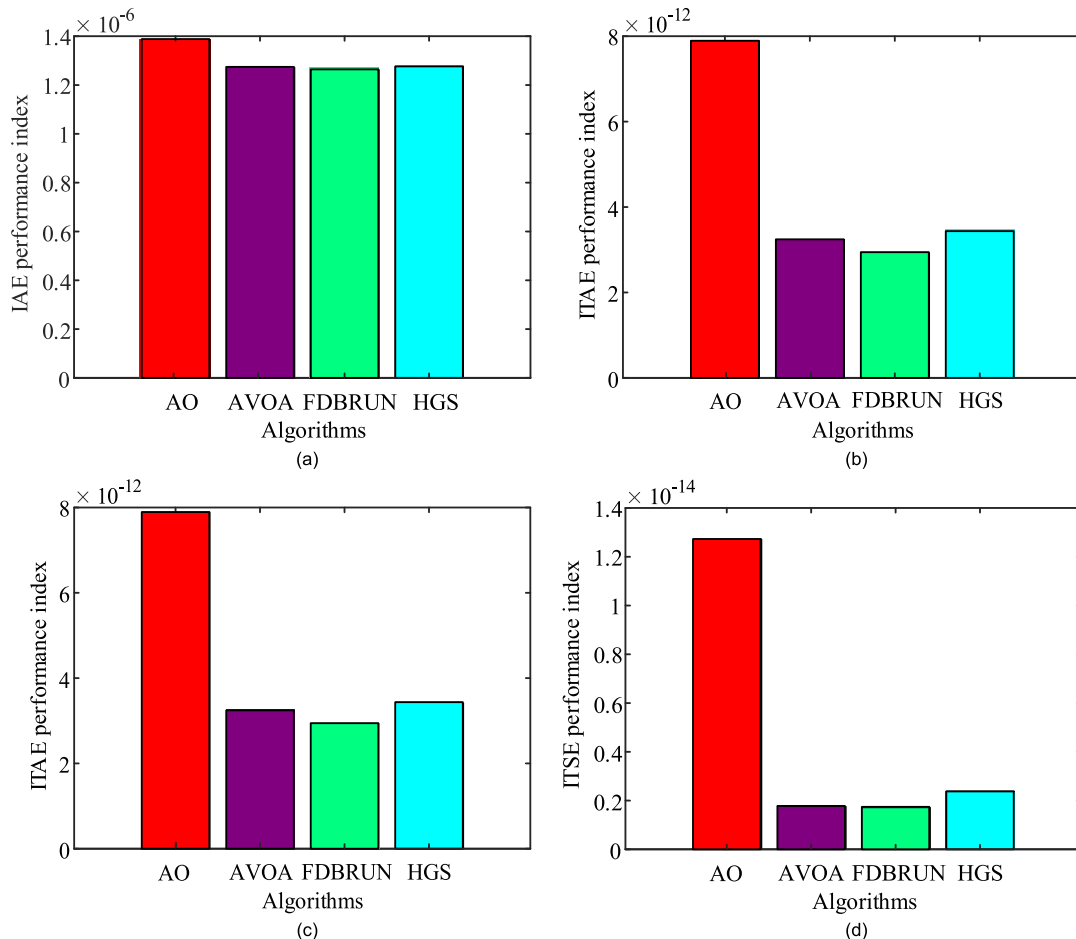 × 10-6
1.4
1.2
1
0.8
0.6
0.4
0.2
0
IAE performance index
AO AVOA FDBRUN HGS
Algorithms
(a)
× 10-12
8
6
4
2
0
ITAE performance index
AO AVOA FDBRUN HGS
Algorithms
(b)
× 10-12
8
6
4
2
0
ITAE performance index
AO AVOA FDBRUN HGS
Algorithms
(c)
× 10-14
1.4
1.2
1
0.8
0.6
0.4
0.2
0
ITSE performance index
AO AVOA FDBRUN HGS
Algorithms
(d)